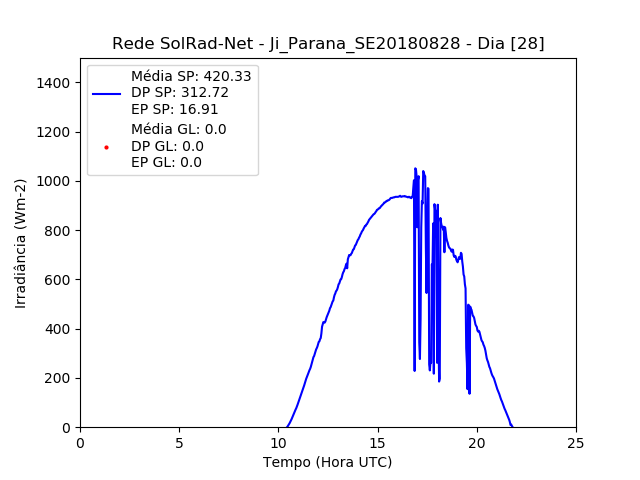 Rede SolRad-Net - Ji_Parana_SE20180828 - Dia [28]
Média SP: 420.33
DP SP: 312.72
EP SP: 16.91
Média GL: 0.0
DP GL: 0.0
EP GL: 0.0
1400
1200
1000
800
600
400
200
0
Irradiância (Wm-2)
0 5 10 15 20 25
Tempo (Hora UTC)